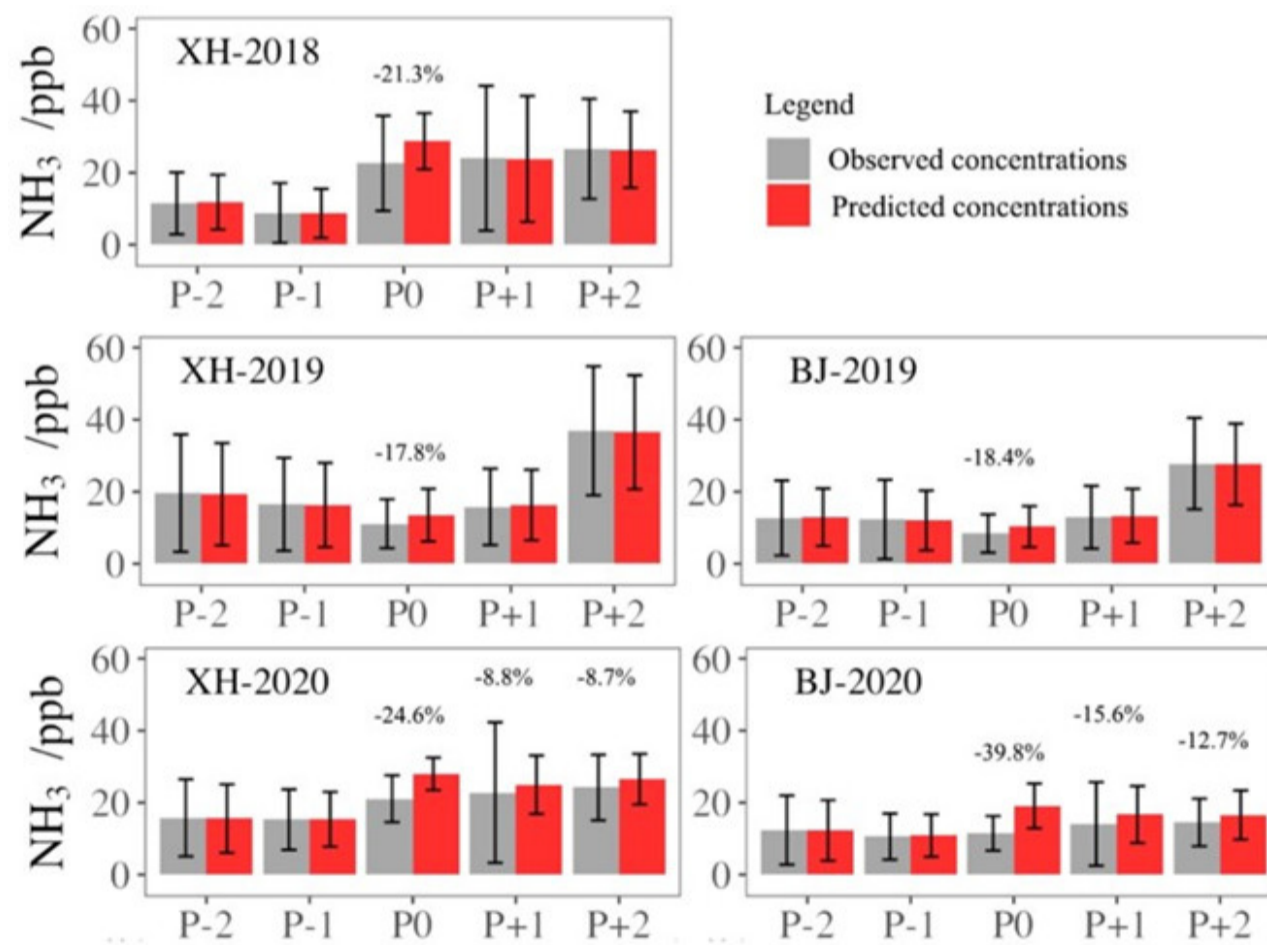 NH3 /ppb
60
40
20
0
XH-2018
-21.3%
P-2 P-1 P0 P+1 P+2
Legend
Observed concentrations
Predicted concentrations
NH3 /ppb
60
40
20
0
XH-2019
-17.8%
P-2 P-1 P0 P+1 P+2
60
40
20
0
BJ-2019
-18.4%
P-2 P-1 P0 P+1 P+2
NH3 /ppb
60
40
20
0
XH-2020
-24.6% -8.8% -8.7%
P-2 P-1 P0 P+1 P+2
60
40
20
0
BJ-2020
-39.8% -15.6% -12.7%
P-2 P-1 P0 P+1 P+2